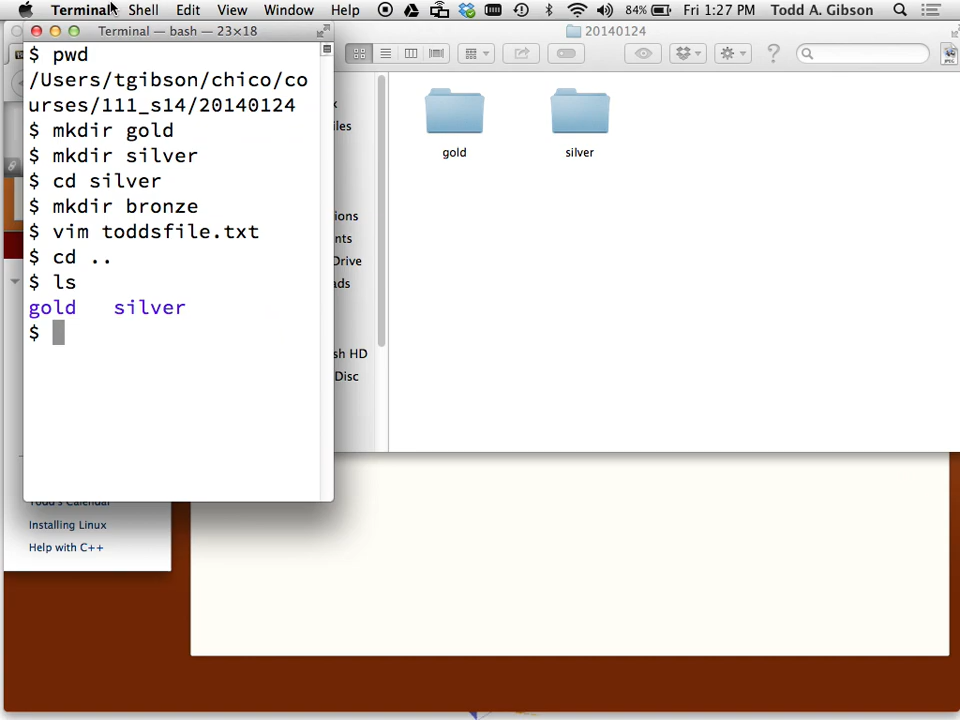 Terminal Shell Edit View Window Help 84% Fri 1:27 PM Todd A. Gibson
Terminal — bash — 23×18
20140124
$ pwd
/Users/tgibson/chico/co
urses/111_s14/20140124
$ mkdir gold
$ mkdir silver
$ cd silver
$ mkdir bronze
$ vim toddsfile.txt
$ cd ..
$ ls
gold silver
$
iles
ions
nts
Drive
ads
sh HD
Disc
gold
silver
Todd's Calendar
Installing Linux
Help with C++